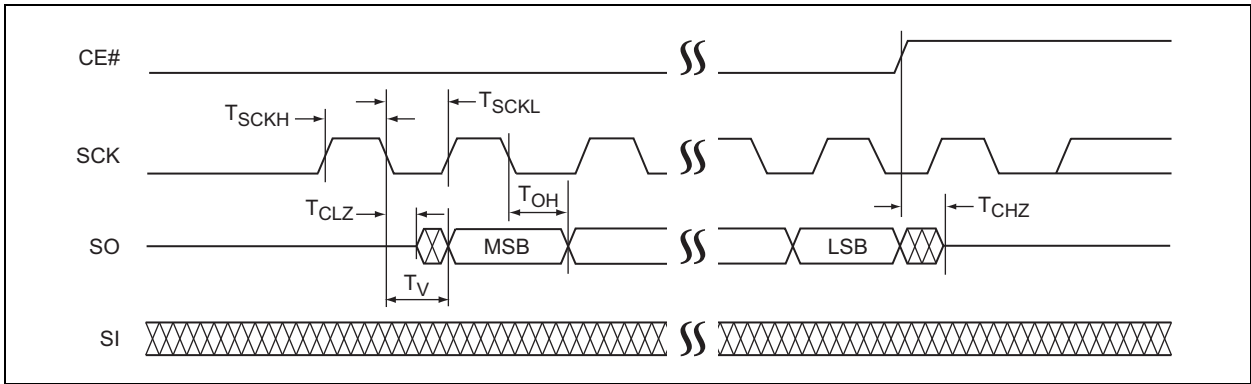 CE#
TSCKH
TSCKL
SCK
TCLZ
TOH
TCHZ
SO
MSB
LSB
TV
SI